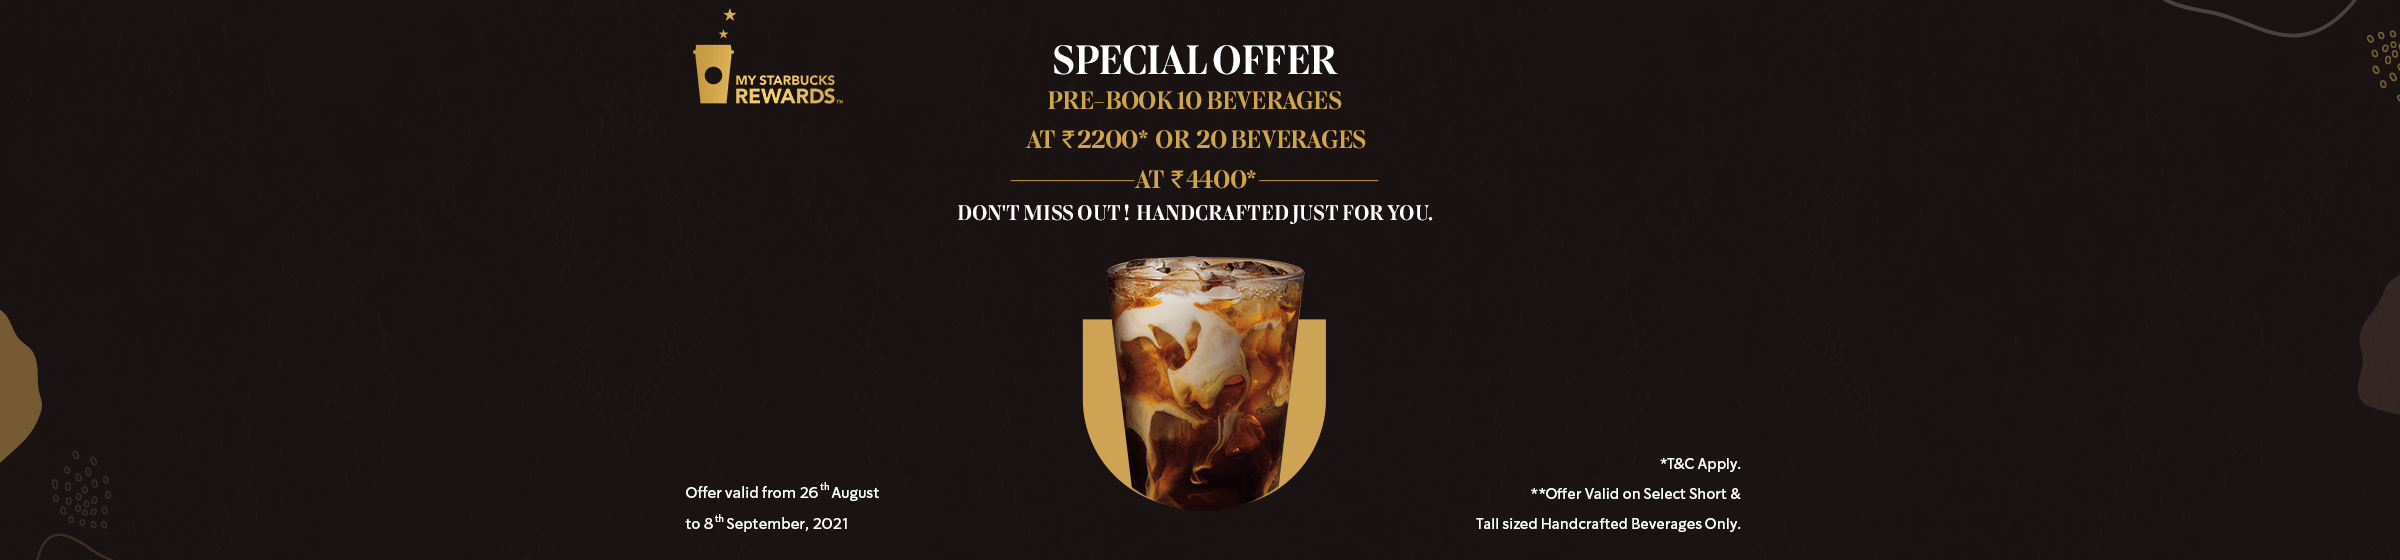 MY STARBUCKS
REWARDS™
SPECIAL OFFER
PRE-BOOK 10 BEVERAGES
AT ₹2200* OR 20 BEVERAGES
AT ₹4400*
DON'T MISS OUT! HANDCRAFTED JUST FOR YOU.
Offer valid from 26th August
to 8th September, 2021
*T&C Apply.
**Offer Valid on Select Short &
Tall sized Handcrafted Beverages Only.